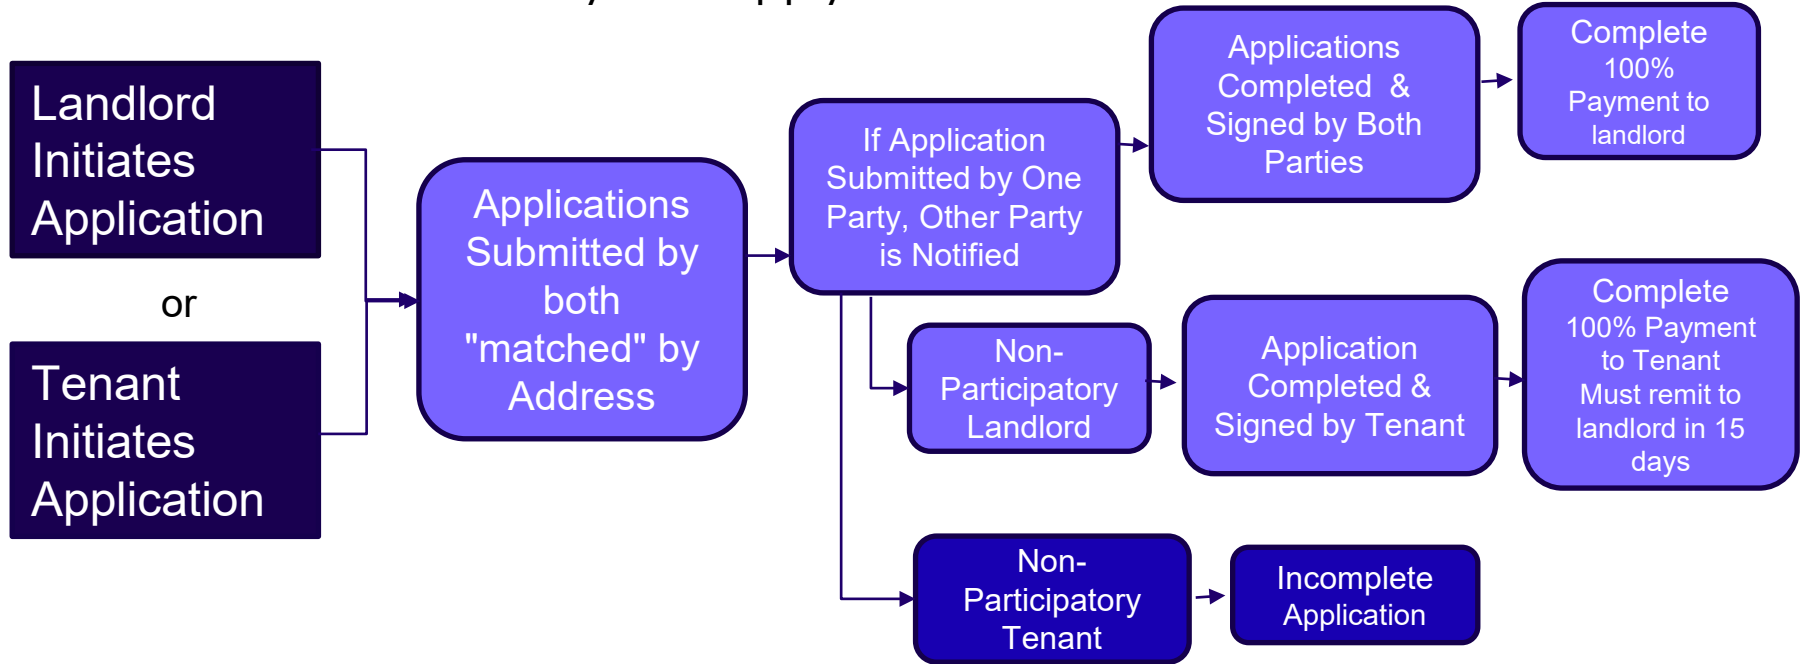 Landlord
Initiates
Application
or
Tenant
Initiates
Application
Applications
Submitted by
both
"matched" by
Address
If Application
Submitted by One
Party, Other Party
is Notified
Applications
Completed &
Signed by Both
Parties
Complete
100%
Payment to
landlord
Non-
Participatory
Landlord
Application
Completed &
Signed by Tenant
Complete
100% Payment
to Tenant
Must remit to
landlord in 15
days
Non-
Participatory
Tenant
Incomplete
Application